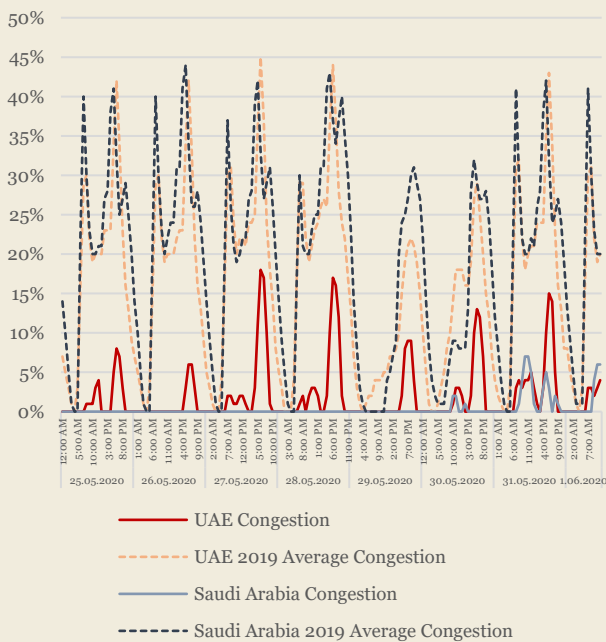 50%
45%
40%
35%
30%
25%
20%
15%
10%
5%
0%
12:00 AM
5:00 AM
10:00 AM
3:00 PM
8:00 PM
1:00 AM
6:00 AM
11:00 AM
4:00 PM
9:00 PM
2:00 AM
7:00 AM
12:00 PM
5:00 PM
10:00 PM
3:00 AM
8:00 AM
1:00 PM
6:00 PM
11:00 PM
4:00 AM
9:00 AM
2:00 PM
7:00 PM
12:00 AM
5:00 AM
10:00 AM
3:00 PM
8:00 PM
1:00 AM
6:00 AM
11:00 AM
4:00 PM
9:00 PM
2:00 AM
7:00 AM
25.05.2020
26.05.2020
27.05.2020
28.05.2020
29.05.2020
30.05.2020
31.05.2020
1.06.2020
UAE Congestion
UAE 2019 Average Congestion
Saudi Arabia Congestion
Saudi Arabia 2019 Average Congestion